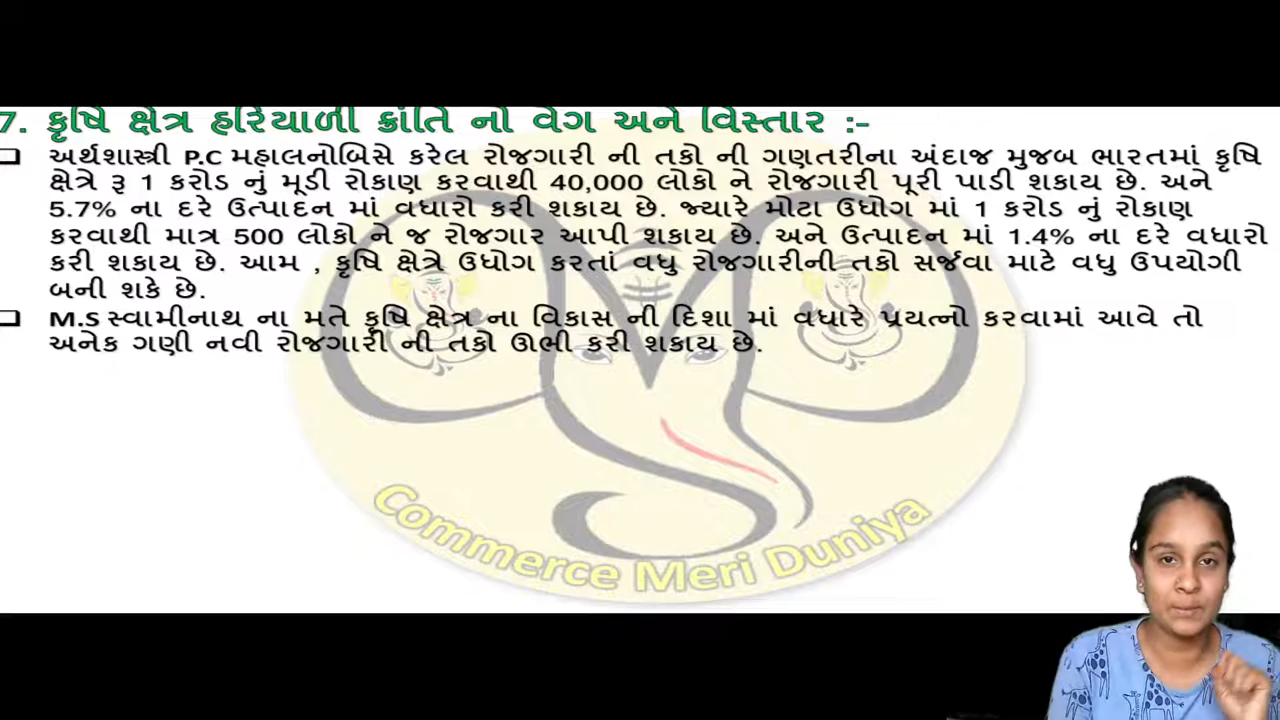 7. કૃષિ ક્ષેત્ર હરિયાળી ક્રાંતિ નો વેગ અને વિસ્તાર :-
અર્થશાસ્ત્રી P.C મહાલનોબિસે કરેલ રોજગારી ની તકો ની ગણતરીના અંદાજ મુજબ ભારતમાં કૃષિ
ક્ષેત્રે રૂ 1 કરોડ નું મૂડી રોકાણ કરવાથી 40,000 લોકો ને રોજગારી પૂરી પાડી શકાય છે. અને
5.7% ના દરે ઉત્પાદન માં વધારો કરી શકાય છે. જ્યારે મોટા ઉધોગ માં 1 કરોડ નું રોકાણ
કરવાથી માત્ર 500 લોકો ને જ રોજગાર આપી શકાય છે. અને ઉત્પાદન માં 1.4% ના દરે વધારો
કરી શકાય છે. આમ , કૃષિ ક્ષેત્રે ઉધોગ કરતાં વધુ રોજગારીની તકો સર્જવા માટે વધુ ઉપયોગી
બની શકે છે.
M.S સ્વામીનાથ ના મતે કૃષિ ક્ષેત્ર ના વિકાસ ની દિશા માં વધારે પ્રયત્નો કરવામાં આવે તો
અનેક ગણી નવી રોજગારી ની તકો ઊભી કરી શકાય છે.
Commerce Meri Duniya